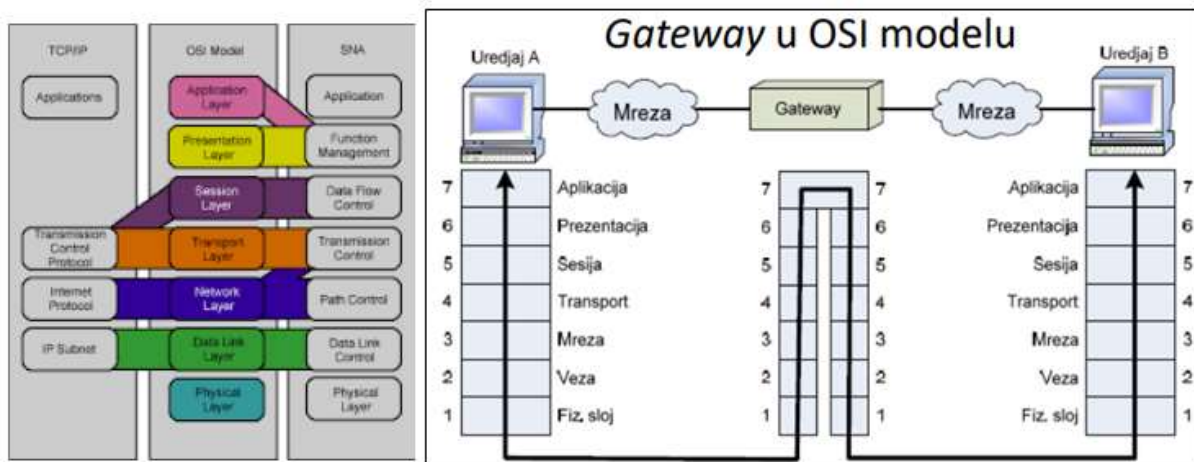 TCP/IP
OSI Model
SNA
Applications
Application
Layer
Application
Presentation
Layer
Function
Management
Session
Layer
Data Flow
Control
Transmission
Control
Protocol
Transport
Layer
Transmission
Control
Internet
Protocol
Network
Layer
Path Control
IP Subnet
Data Link
Layer
Data Link
Control
Physical
Layer
Physical
Layer
Gateway u OSI modelu
Uredjaj A
Uredjaj B
Mreza
Gateway
Mreza
7 Aplikacija 7 7 Aplikacija 7
6 Prezentacija 6 6 Prezentacija 6
5 Sesija 5 5 Sesija 5
4 Transport 4 4 Transport 4
3 Mreza 3 3 Mreza 3
2 Veza 2 2 Veza 2
1 Fiz. sloj 1 1 Fiz. sloj 1